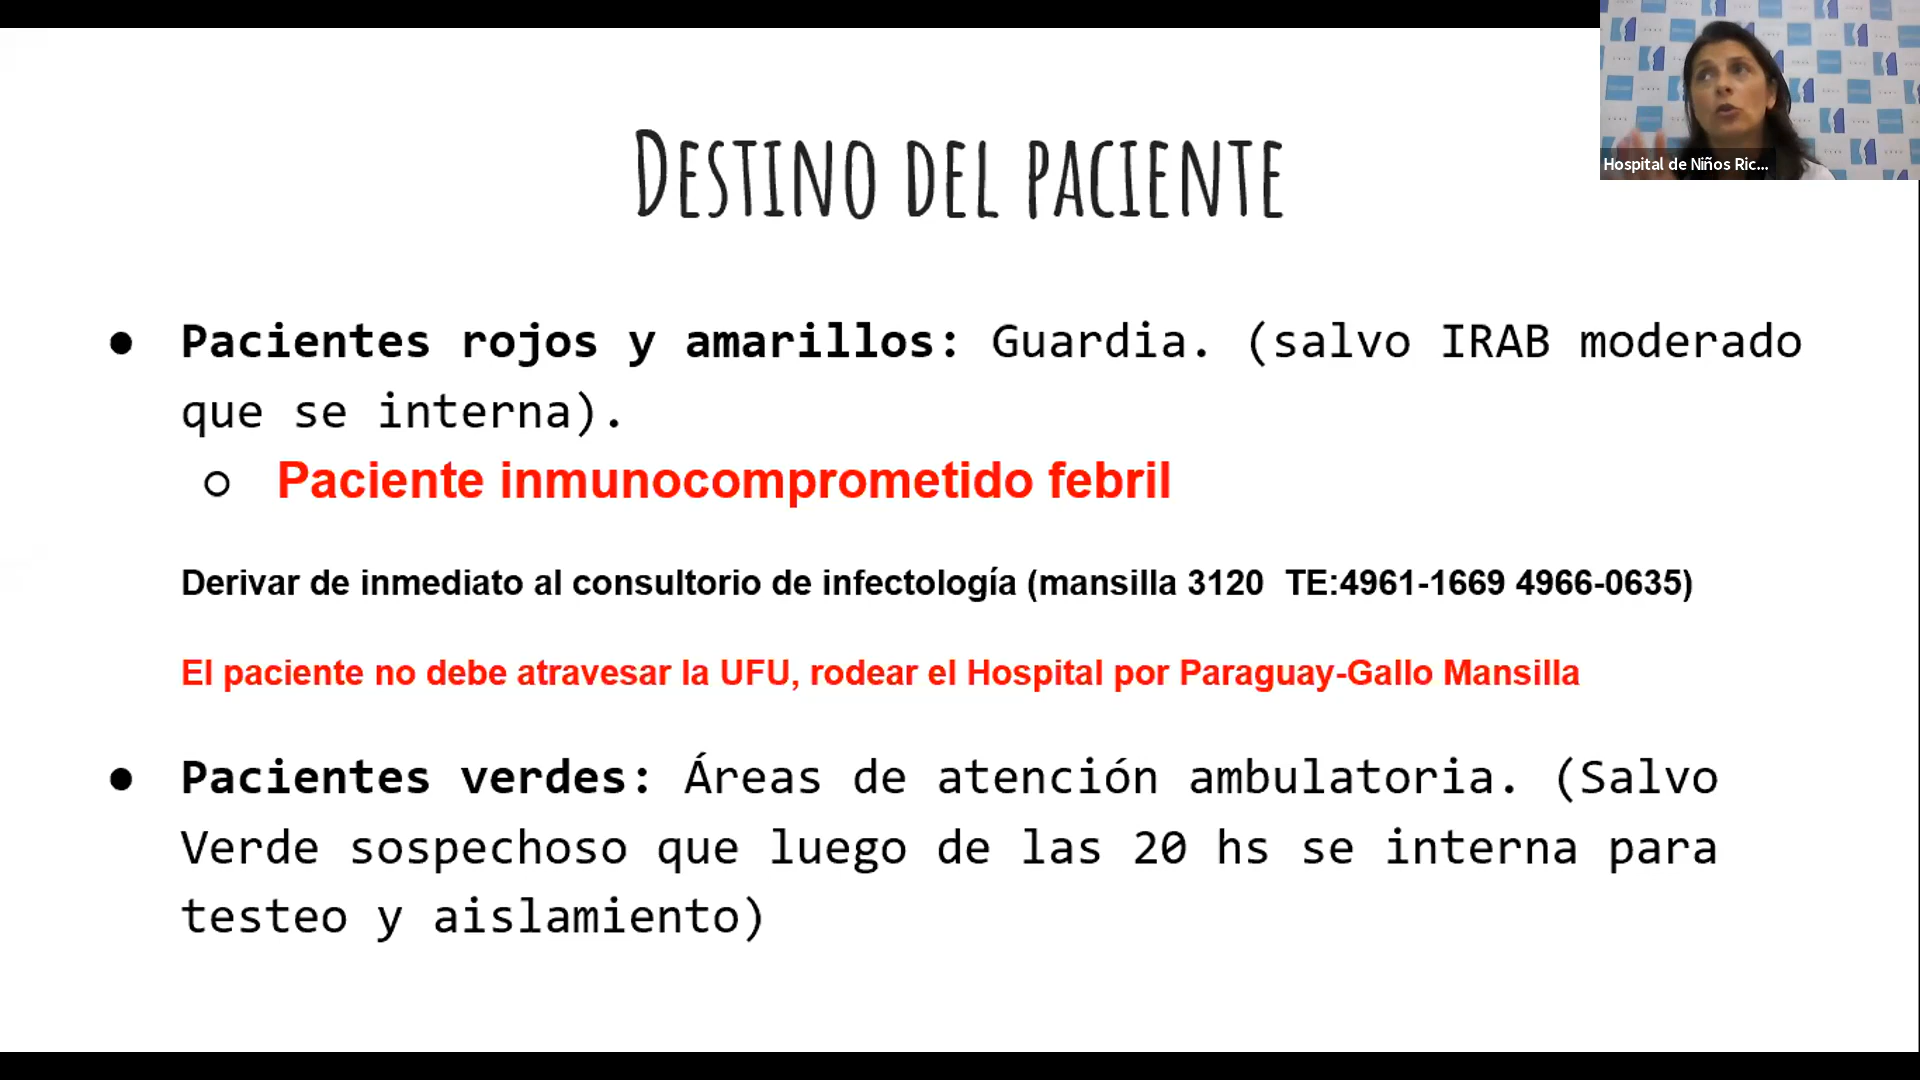 Hospital de Niños Ric...
Destino del paciente
● Pacientes rojos y amarillos: Guardia. (salvo IRAB moderado
que se interna).
○ Paciente inmunocomprometido febril
Derivar de inmediato al consultorio de infectología (mansilla 3120 TE:4961-1669 4966-0635)
El paciente no debe atravesar la UFU, rodear el Hospital por Paraguay-Gallo Mansilla
● Pacientes verdes: Áreas de atención ambulatoria. (Salvo
Verde sospechoso que luego de las 20 hs se interna para
testeo y aislamiento)